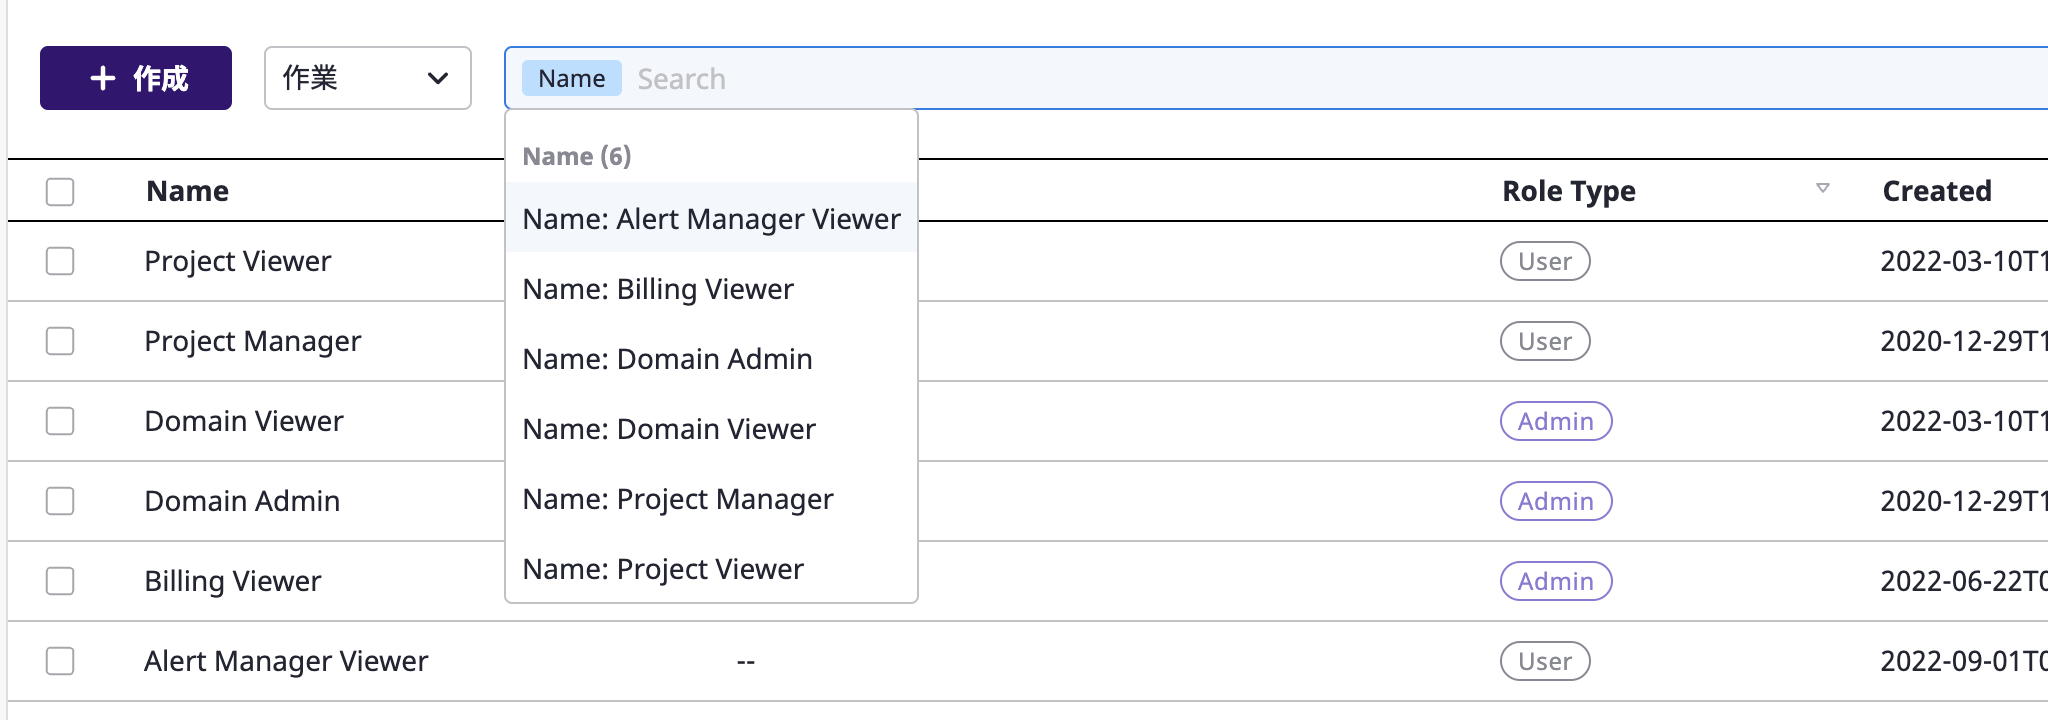 + 作成 作業 Name Search
Name (6)
Name Role Type Created
Name: Alert Manager Viewer
Project Viewer User 2022-03-10T1
Name: Billing Viewer
Project Manager User 2020-12-29T1
Name: Domain Admin
Domain Viewer Admin 2022-03-10T1
Name: Domain Viewer
Domain Admin Admin 2020-12-29T1
Name: Project Manager
Billing Viewer Admin 2022-06-22T0
Name: Project Viewer
Alert Manager Viewer -- User 2022-09-01T0